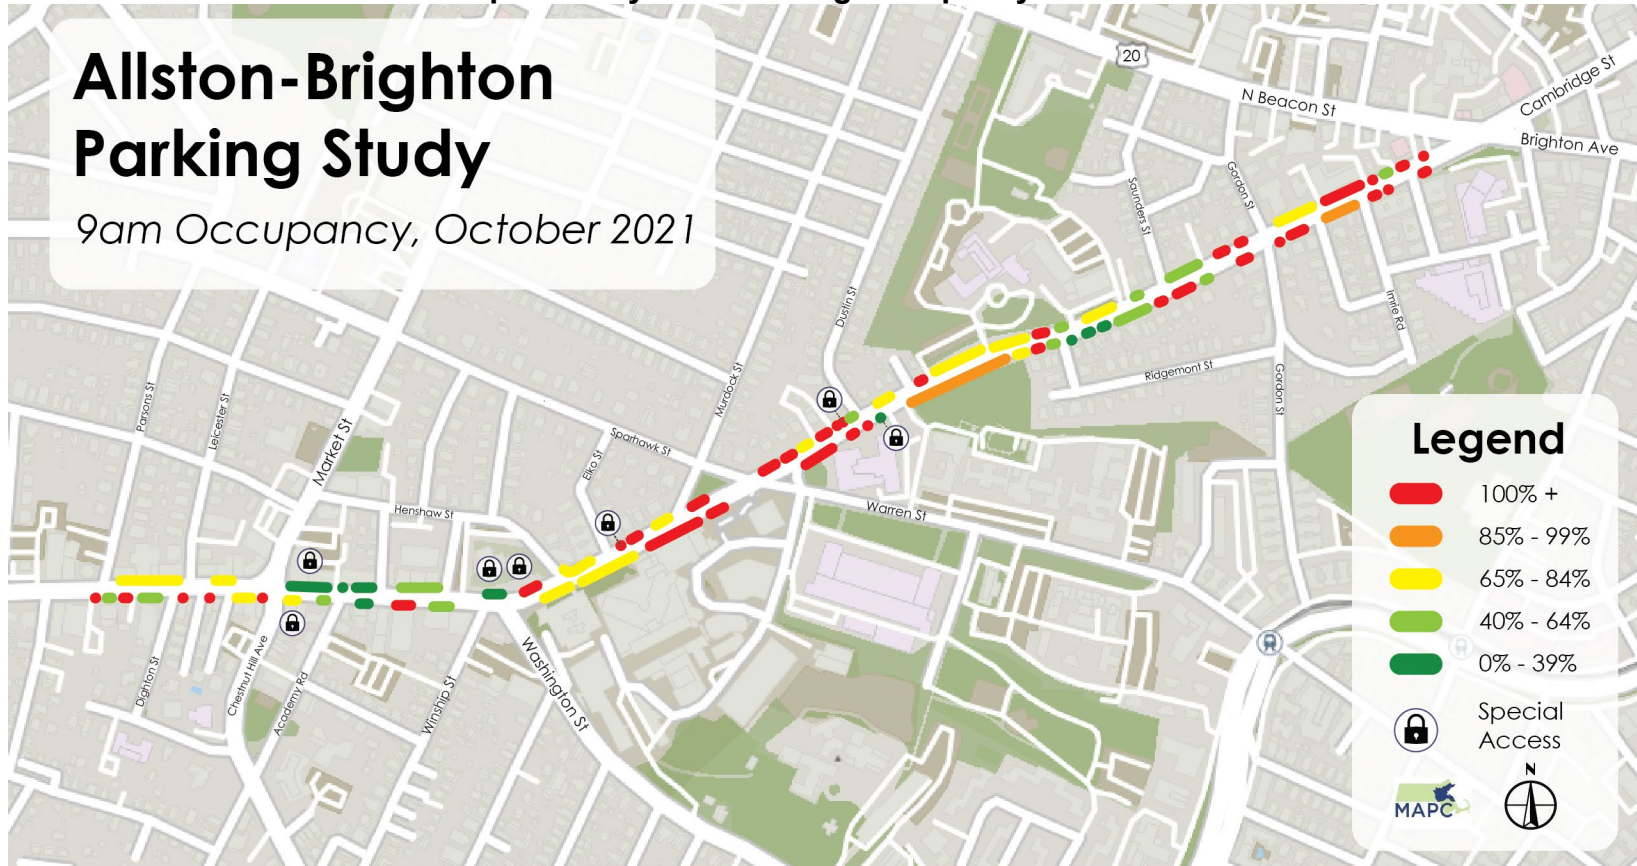 Allston-Brighton
Parking Study
9am Occupancy, October 2021
20
N Beacon St
Cambridge St
Brighton Ave
Gordon St
Saunders St
Dustin St
Imrie Rd
Ridgemont St
Gordon St
Murdock St
Parsons St
Leicester St
Market St
Sparhawk St
Elko St
Henshaw St
Warren St
Washington St
Dighton St
Chestnut Hill Ave
Academy Rd
Winship St
Legend
100% +
85% - 99%
65% - 84%
40% - 64%
0% - 39%
Special
Access
N
MAPC